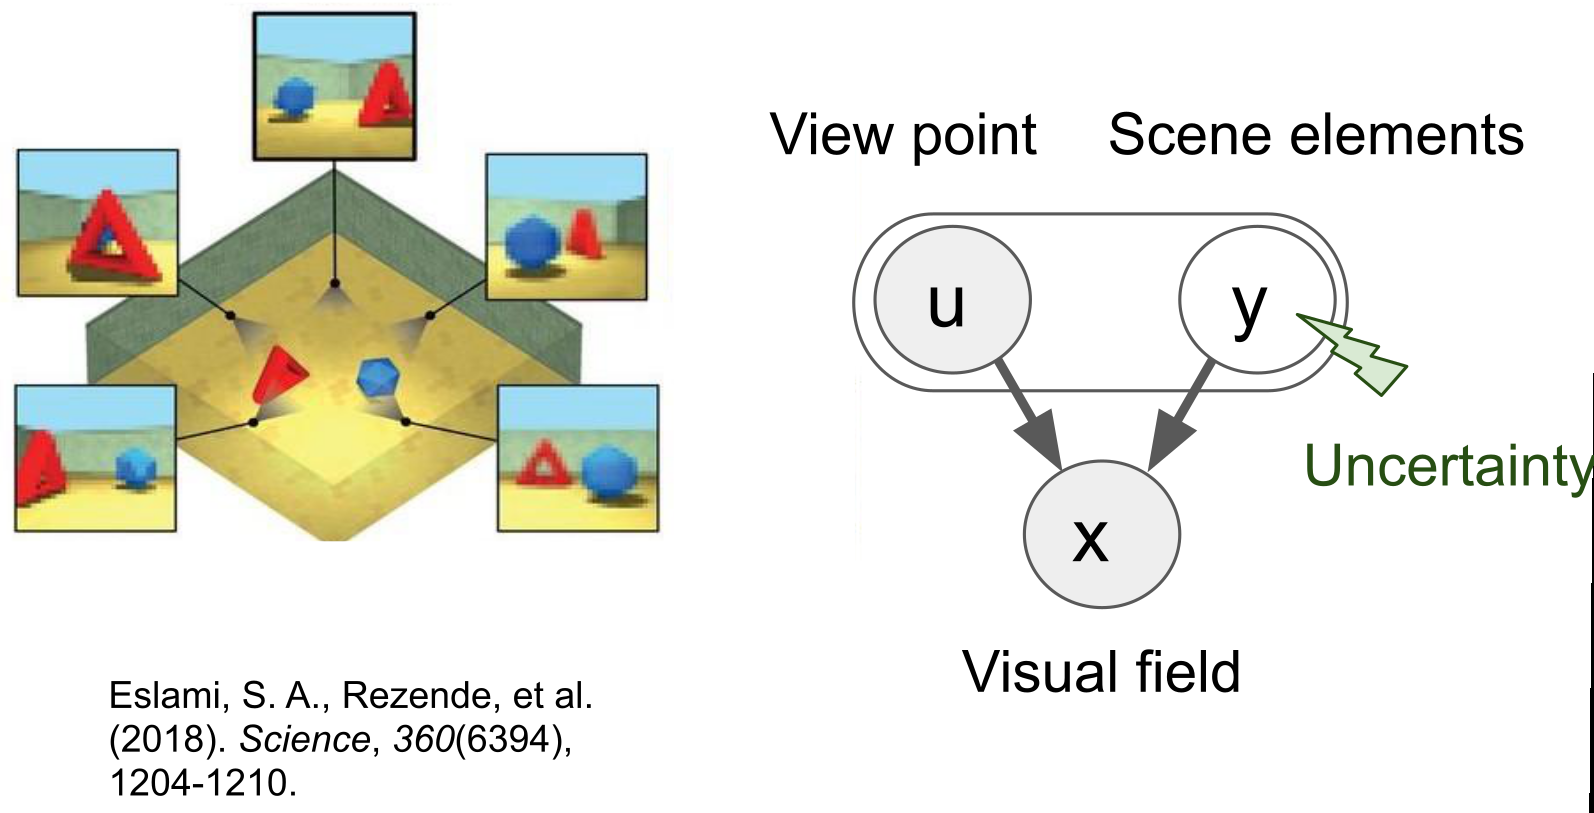 View point
Scene elements
u
y
Uncertainty
x
Visual field
Eslami, S. A., Rezende, et al.
(2018). Science, 360(6394),
1204-1210.